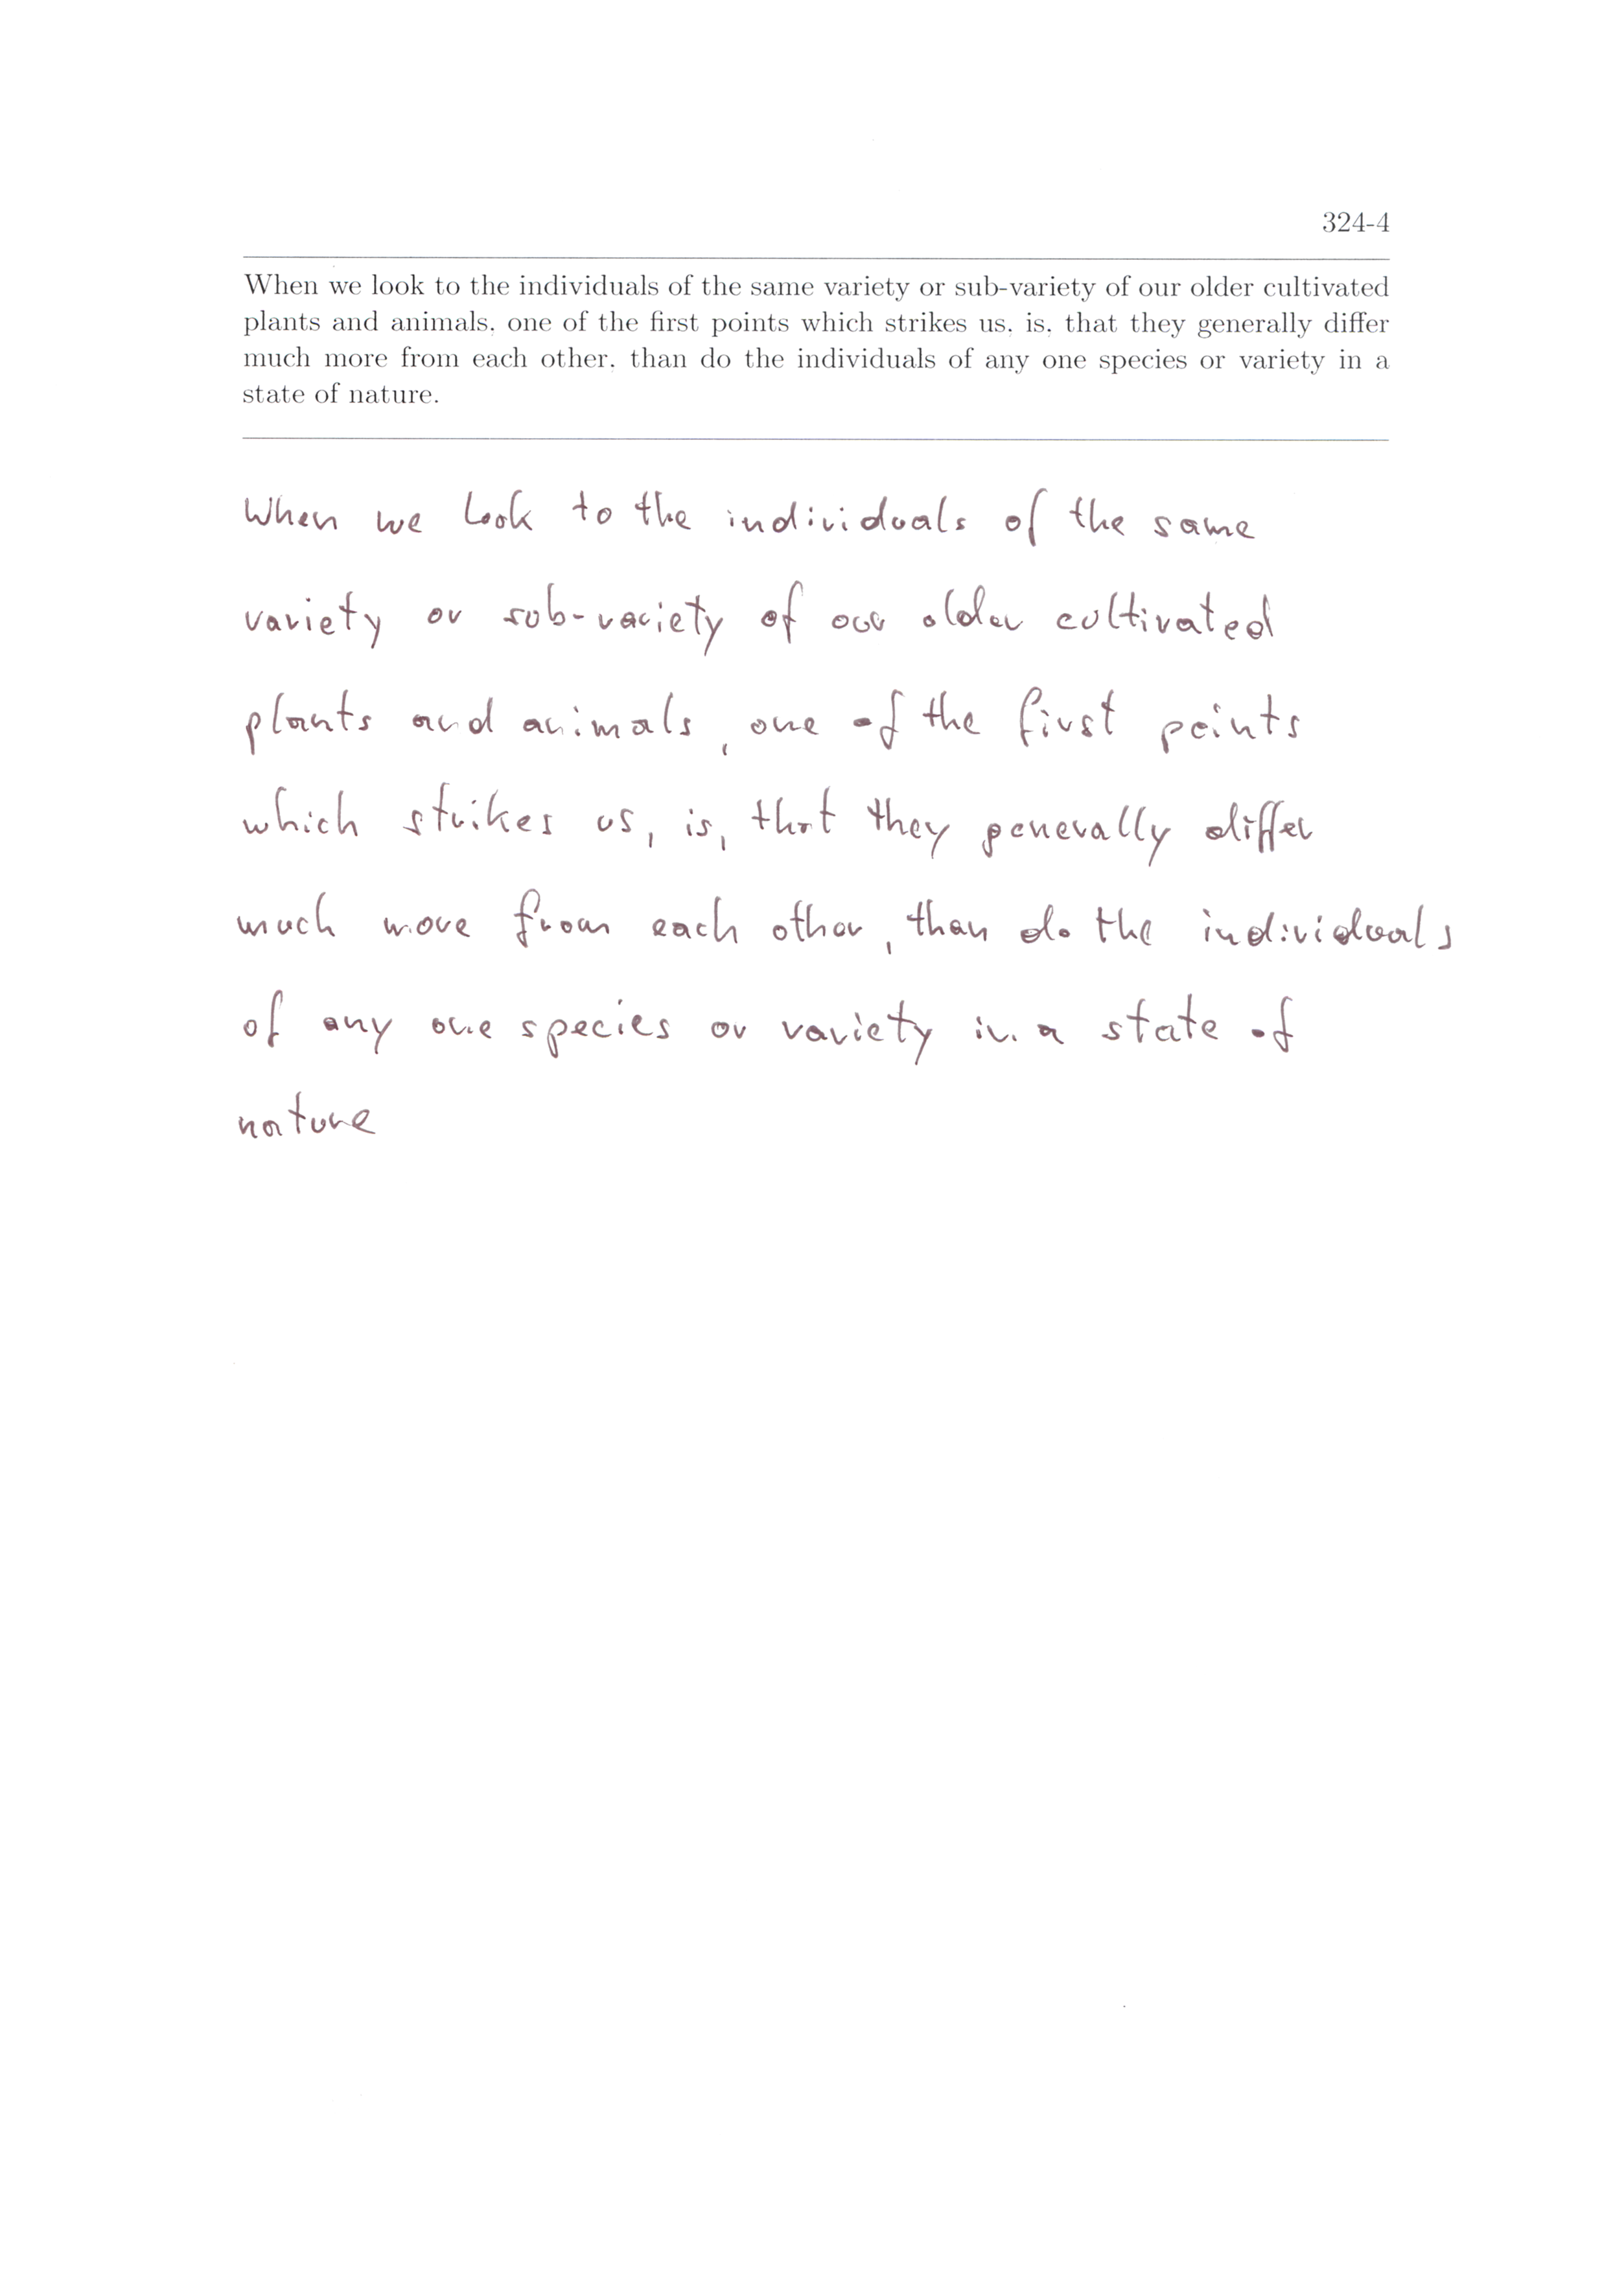 324-4
When we look to the individuals of the same variety or sub-variety of our older cultivated
plants and animals, one of the first points which strikes us, is, that they generally differ
much more from each other, than do the individuals of any one species or variety in a
state of nature.
When we look to the individuals of the same
variety or sub-variety of our older cultivated
plants and animals, one of the first points
which strikes us, is, that they generally differ
much more from each other, than do the individuals
of any one species or variety in a state of
nature